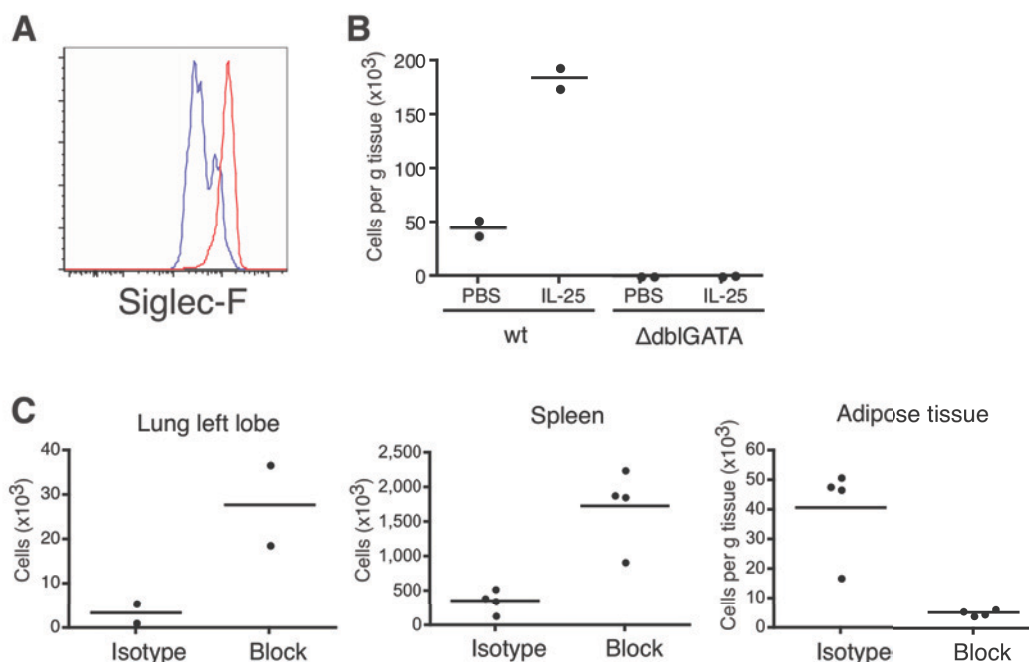 A
Siglec-F
B
Cells per g tissue (x10³)
200
150
100
50
0
PBS IL-25 PBS IL-25
wt ΔdblGATA
C
Lung left lobe
Cells (x10³)
40
30
20
10
0
Isotype Block
Spleen
Cells (x10³)
2,500
2,000
1,500
1,000
500
0
Isotype Block
Adipose tissue
Cells per g tissue (x10³)
60
50
40
30
20
10
0
Isotype Block